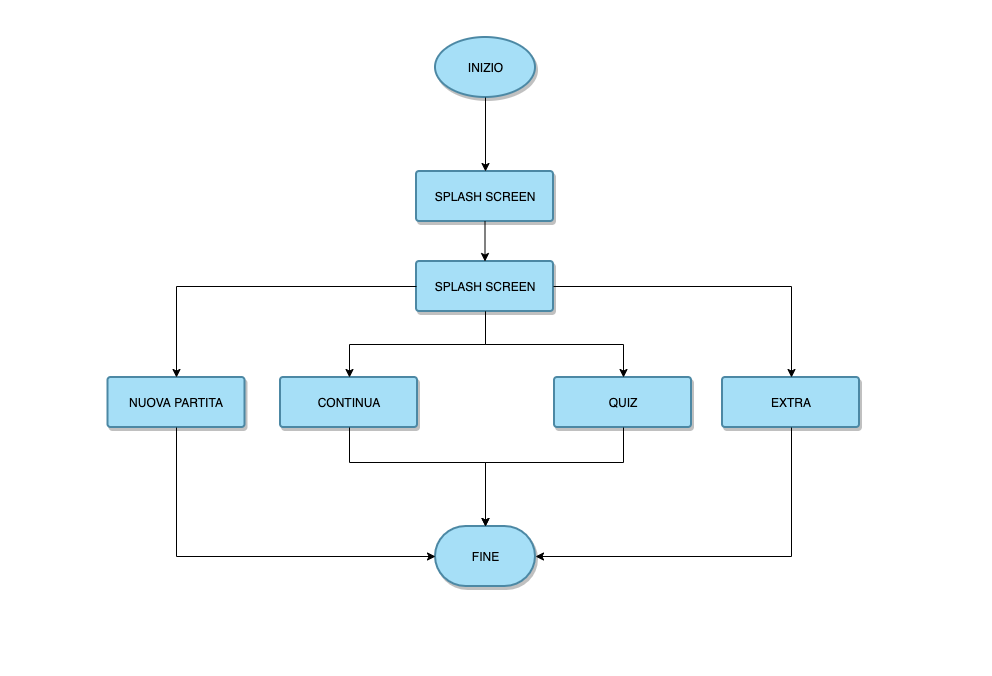 INIZIO
SPLASH SCREEN
SPLASH SCREEN
NUOVA PARTITA
CONTINUA
QUIZ
EXTRA
FINE